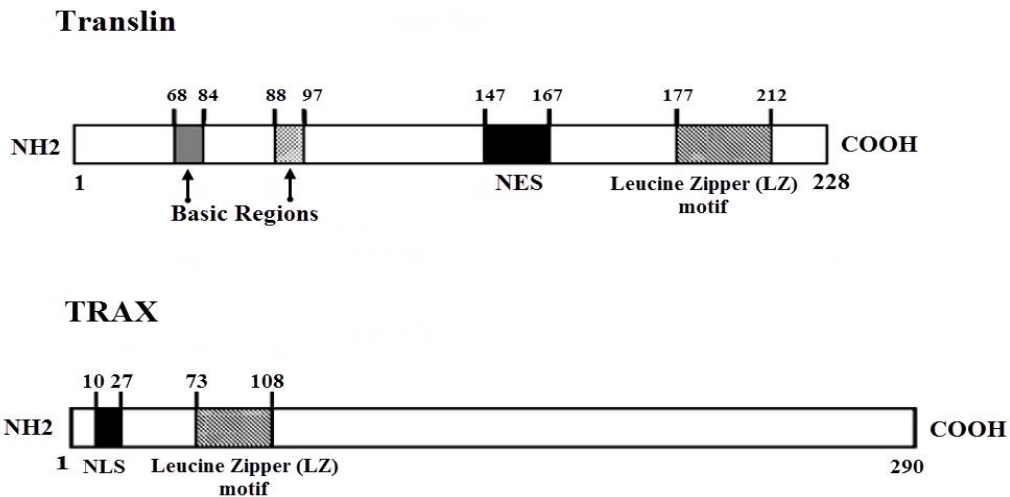 Translin
68 84 88 97 147 167 177 212
NH2 COOH
1 NES Leucine Zipper (LZ) 228
motif
Basic Regions
TRAX
10 27 73 108
NH2 COOH
1 NLS Leucine Zipper (LZ) 290
motif